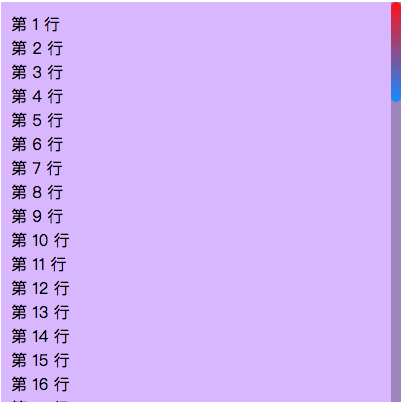 第 1 行
第 2 行
第 3 行
第 4 行
第 5 行
第 6 行
第 7 行
第 8 行
第 9 行
第 10 行
第 11 行
第 12 行
第 13 行
第 14 行
第 15 行
第 16 行